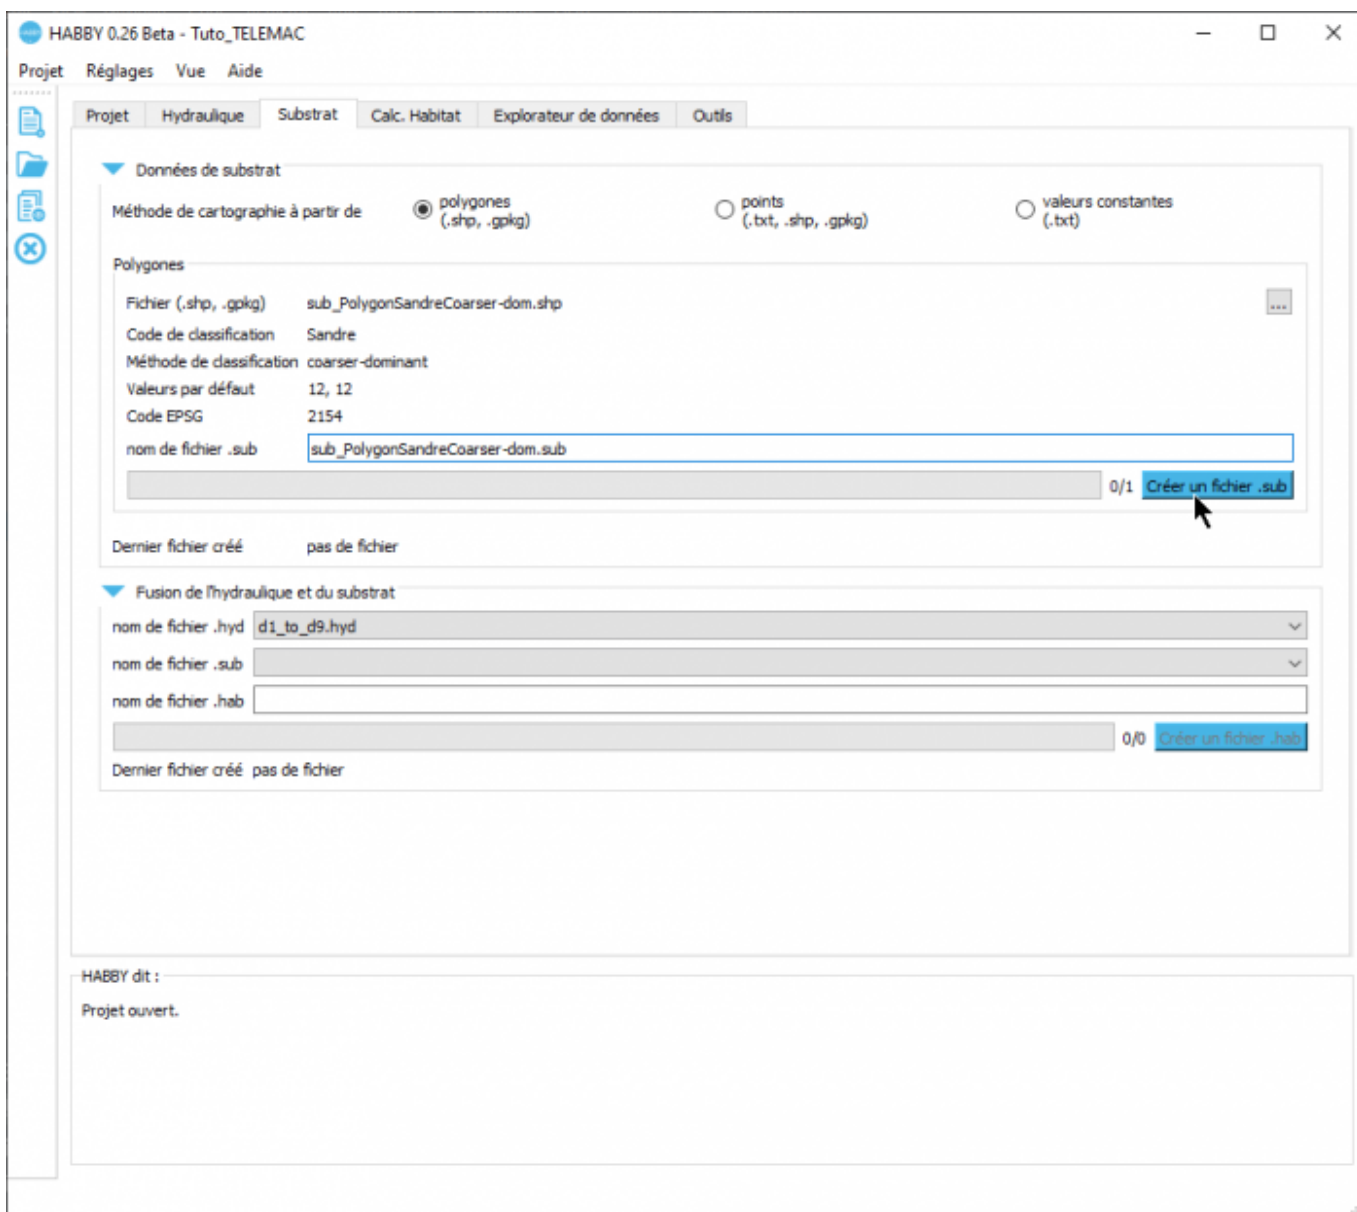 HABBY 0.26 Beta - Tuto_TELEMAC
Projet Réglages Vue Aide
Projet Hydraulique Substrat Calc. Habitat Explorateur de données Outils
Données de substrat
Méthode de cartographie à partir de
polygones
(.shp, .gpkg)
points
(.txt, .shp, .gpkg)
valeurs constantes
(.txt)
Polygones
Fichier (.shp, .gpkg) sub_PolygonSandreCoarser-dom.shp ...
Code de classification Sandre
Méthode de classification coarser-dominant
Valeurs par défaut 12, 12
Code EPSG 2154
nom de fichier .sub sub_PolygonSandreCoarser-dom.sub
0/1 Créer un fichier .sub
Dernier fichier créé pas de fichier
Fusion de l'hydraulique et du substrat
nom de fichier .hyd d1_to_d9.hyd
nom de fichier .sub
nom de fichier .hab
0/0 Créer un fichier .hab
Dernier fichier créé pas de fichier
HABBY dit :
Projet ouvert.